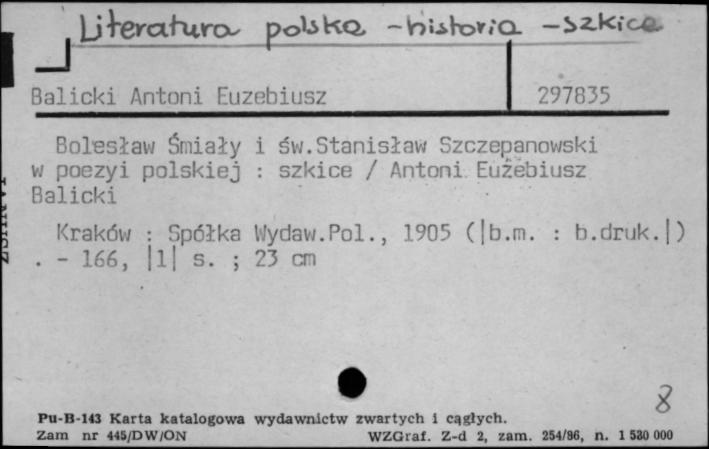 Literatura polska - historia - szkice
Balicki Antoni Euzebiusz 297835
Bolesław Śmiały i św.Stanisław Szczepanowski
w poezyi polskiej : szkice / Antoni Euzebiusz
Balicki
Kraków : Spółka Wydaw.Pol., 1905 (|b.m. : b.druk.|)
. - 166, |1| s. ; 23 cm
8
Pu-B-143 Karta katalogowa wydawnictw zwartych i ciągłych.
Zam nr 445/DW/ON WZGraf. Z-d 2, zam. 254/86, n. 1 530 000